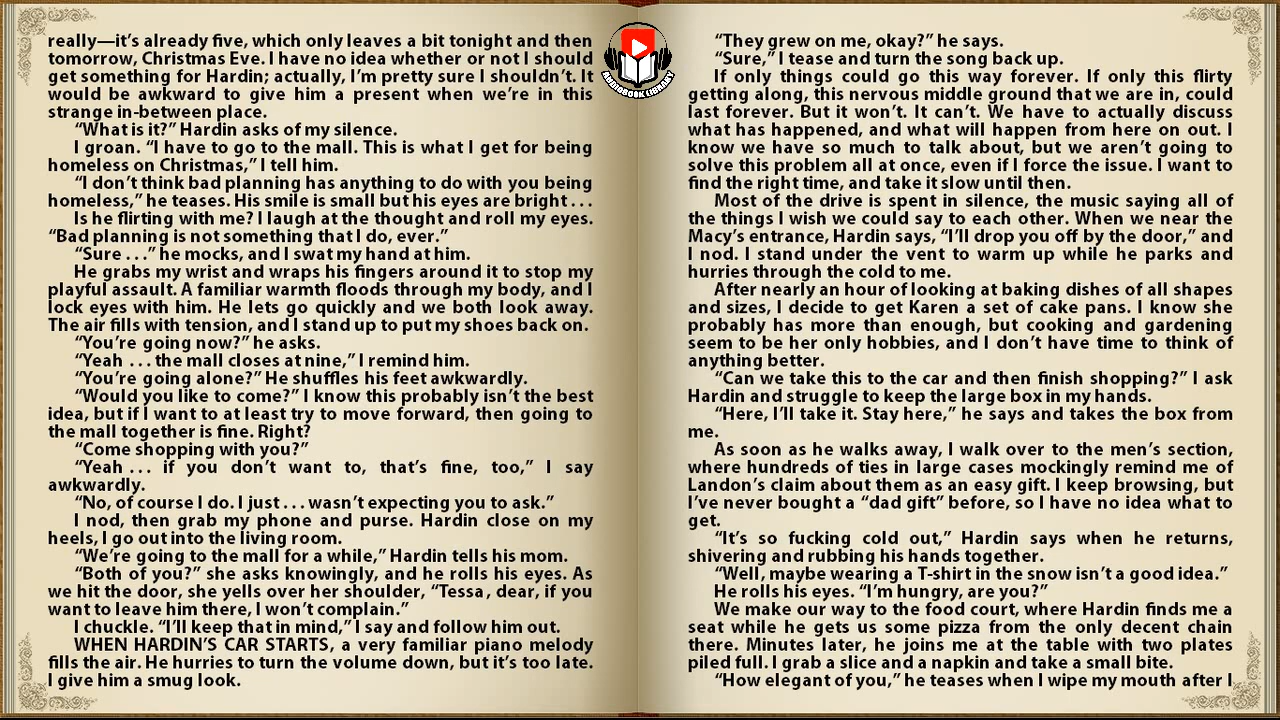 really—it’s already five, which only leaves a bit tonight and then
tomorrow, Christmas Eve. I have no idea whether or not I should
get something for Hardin; actually, I’m pretty sure I shouldn’t. It
would be awkward to give him a present when we’re in this
strange in-between place.
“What is it?” Hardin asks of my silence.
I groan. “I have to go to the mall. This is what I get for being
homeless on Christmas,” I tell him.
“I don’t think bad planning has anything to do with you being
homeless,” he teases. His smile is small but his eyes are bright . . .
Is he flirting with me? I laugh at the thought and roll my eyes.
“Bad planning is not something that I do, ever.”
“Sure . . .” he mocks, and I swat my hand at him.
He grabs my wrist and wraps his fingers around it to stop my
playful assault. A familiar warmth floods through my body, and I
lock eyes with him. He lets go quickly and we both look away.
The air fills with tension, and I stand up to put my shoes back on.
“You’re going now?” he asks.
“Yeah . . . the mall closes at nine,” I remind him.
“You’re going alone?” He shuffles his feet awkwardly.
“Would you like to come?” I know this probably isn’t the best
idea, but if I want to at least try to move forward, then going to
the mall together is fine. Right?
“Come shopping with you?”
“Yeah . . . if you don’t want to, that’s fine, too,” I say
awkwardly.
“No, of course I do. I just . . . wasn’t expecting you to ask.”
I nod, then grab my phone and purse. Hardin close on my
heels, I go out into the living room.
“We’re going to the mall for a while,” Hardin tells his mom.
“Both of you?” she asks knowingly, and he rolls his eyes. As
we hit the door, she yells over her shoulder, “Tessa, dear, if you
want to leave him there, I won’t complain.”
I chuckle. “I’ll keep that in mind,” I say and follow him out.
WHEN HARDIN’S CAR STARTS, a very familiar piano melody
fills the air. He hurries to turn the volume down, but it’s too late.
I give him a smug look.
AUDIOBOOK LIBRARY
“They grew on me, okay?” he says.
“Sure,” I tease and turn the song back up.
If only things could go this way forever. If only this flirty
getting along, this nervous middle ground that we are in, could
last forever. But it won’t. It can’t. We have to actually discuss
what has happened, and what will happen from here on out. I
know we have so much to talk about, but we aren’t going to
solve this problem all at once, even if I force the issue. I want to
find the right time, and take it slow until then.
Most of the drive is spent in silence, the music saying all of
the things I wish we could say to each other. When we near the
Macy’s entrance, Hardin says, “I’ll drop you off by the door,” and
I nod. I stand under the vent to warm up while he parks and
hurries through the cold to me.
After nearly an hour of looking at baking dishes of all shapes
and sizes, I decide to get Karen a set of cake pans. I know she
probably has more than enough, but cooking and gardening
seem to be her only hobbies, and I don’t have time to think of
anything better.
“Can we take this to the car and then finish shopping?” I ask
Hardin and struggle to keep the large box in my hands.
“Here, I’ll take it. Stay here,” he says and takes the box from
me.
As soon as he walks away, I walk over to the men’s section,
where hundreds of ties in large cases mockingly remind me of
Landon’s claim about them as an easy gift. I keep browsing, but
I’ve never bought a “dad gift” before, so I have no idea what to
get.
“It’s so fucking cold out,” Hardin says when he returns,
shivering and rubbing his hands together.
“Well, maybe wearing a T-shirt in the snow isn’t a good idea.”
He rolls his eyes. “I’m hungry, are you?”
We make our way to the food court, where Hardin finds me a
seat while he gets us some pizza from the only decent chain
there. Minutes later, he joins me at the table with two plates
piled full. I grab a slice and a napkin and take a small bite.
“How elegant of you,” he teases when I wipe my mouth after I